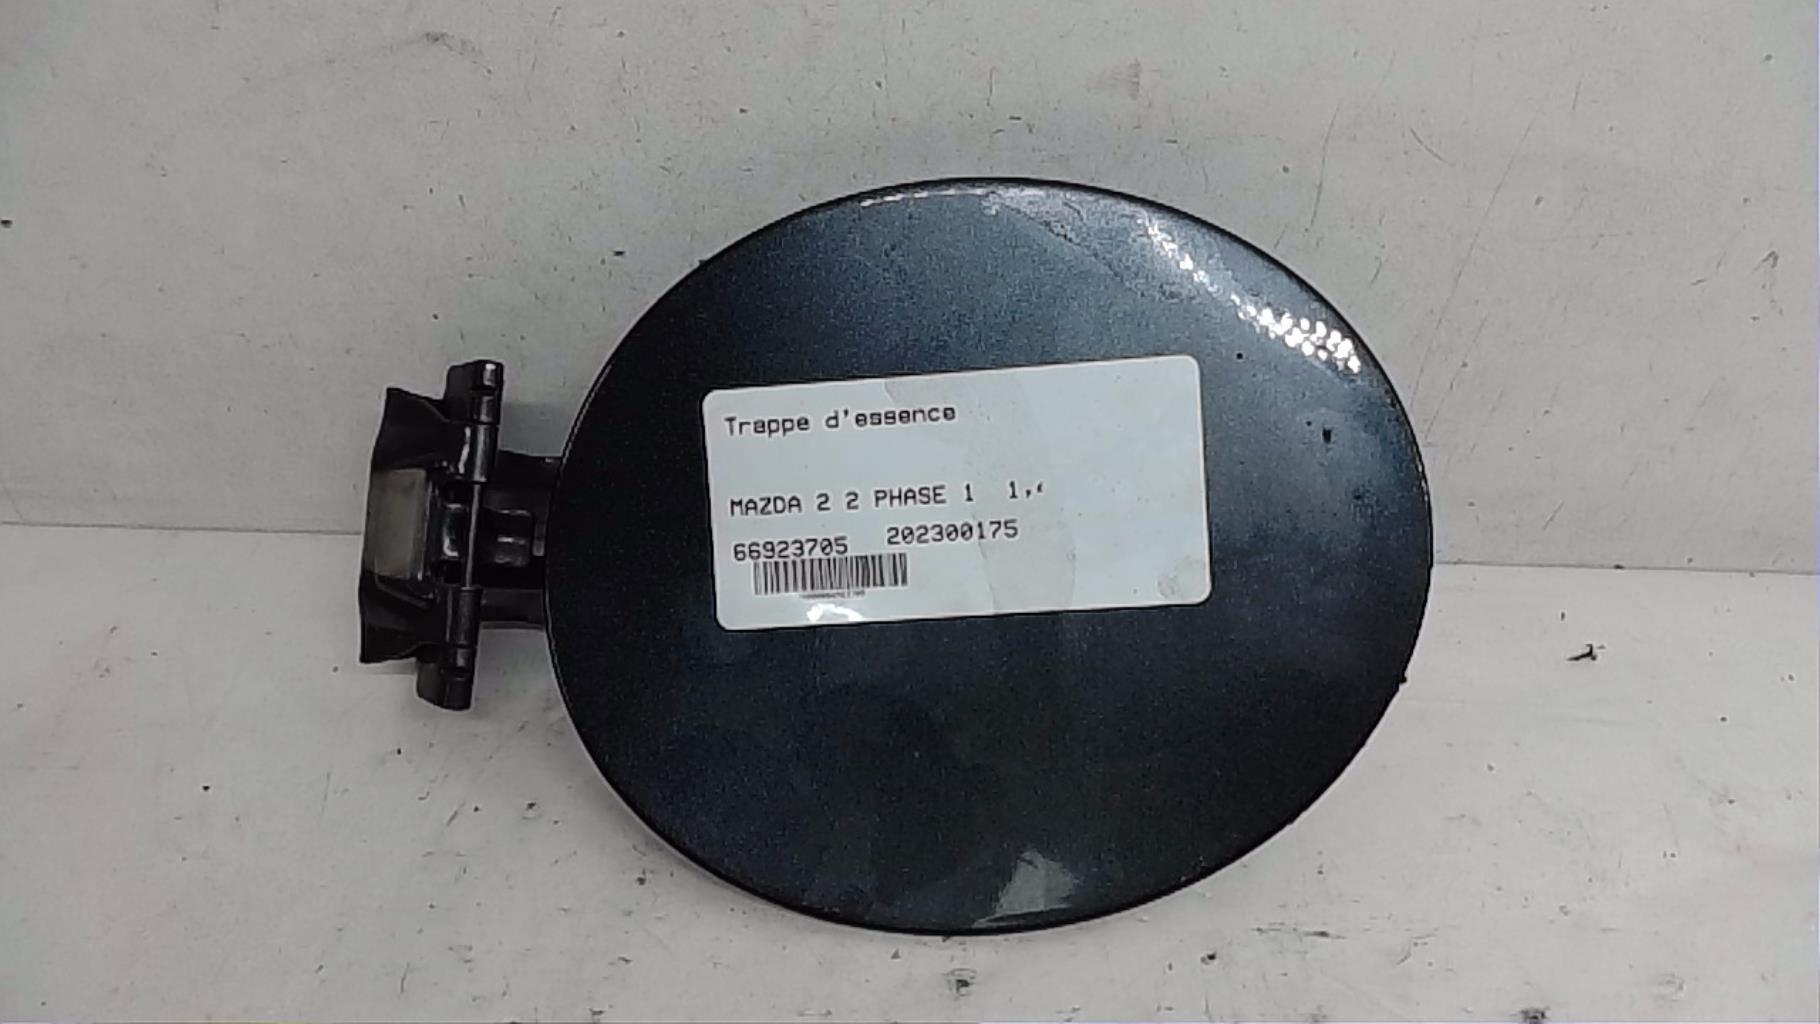 Trappe d'essence
MAZDA 2 2 PHASE 1 1,
66923705 202300175